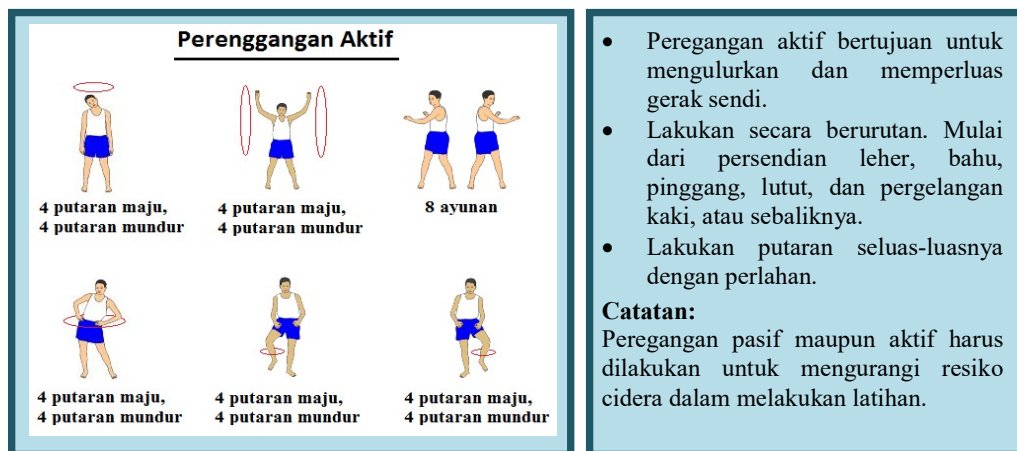 Perenggangan Aktif
4 putaran maju,
4 putaran mundur
4 putaran maju,
4 putaran mundur
8 ayunan
4 putaran maju,
4 putaran mundur
4 putaran maju,
4 putaran mundur
4 putaran maju,
4 putaran mundur
• Peregangan aktif bertujuan untuk
mengulurkan dan memperluas
gerak sendi.
• Lakukan secara berurutan. Mulai
dari persendian leher, bahu,
pinggang, lutut, dan pergelangan
kaki, atau sebaliknya.
• Lakukan putaran seluas-luasnya
dengan perlahan.
Catatan:
Peregangan pasif maupun aktif harus
dilakukan untuk mengurangi resiko
cidera dalam melakukan latihan.